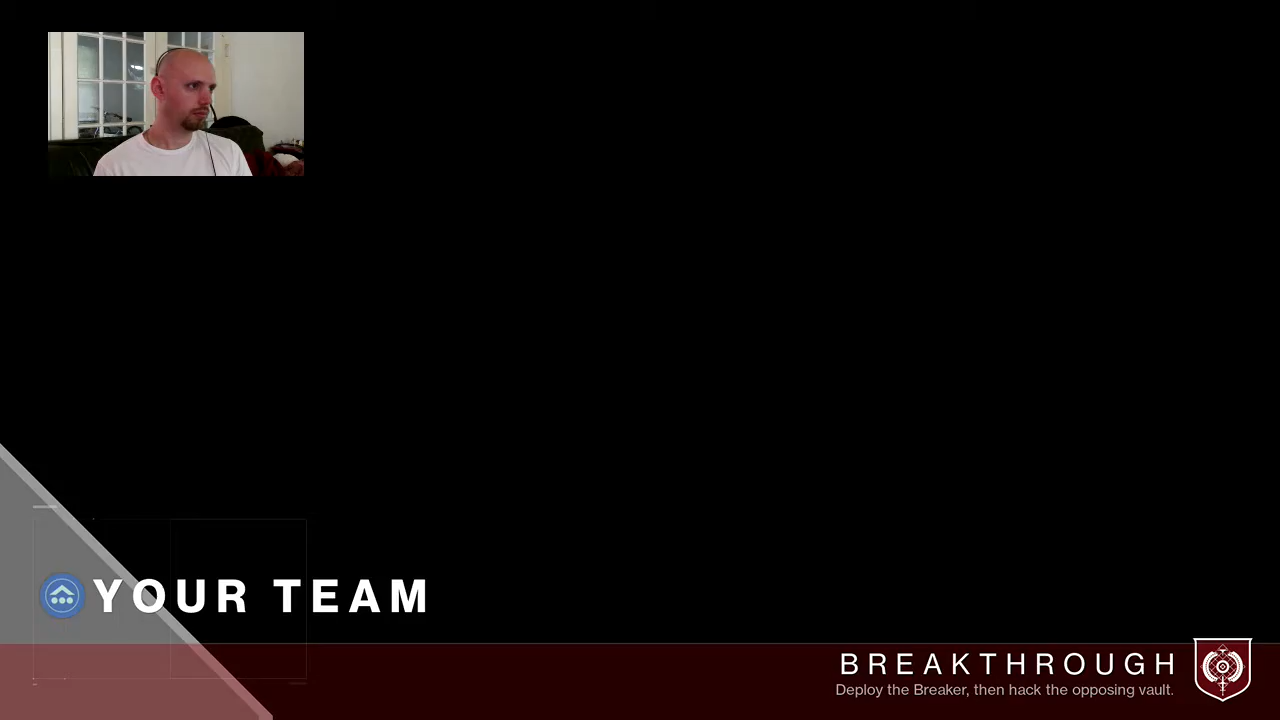 YOUR TEAM
BREAKTHROUGH
Deploy the Breaker, then hack the opposing vault.